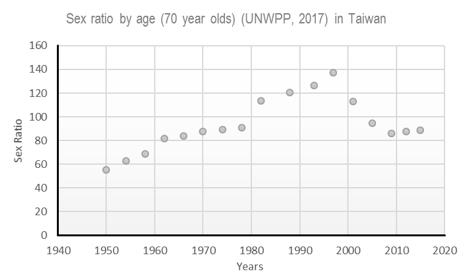 Sex ratio by age (70 year olds) (UNWPP, 2017) in Taiwan
160
140
120
100
80
60
40
20
0
Sex Ratio
1940 1950 1960 1970 1980 1990 2000 2010 2020
Years